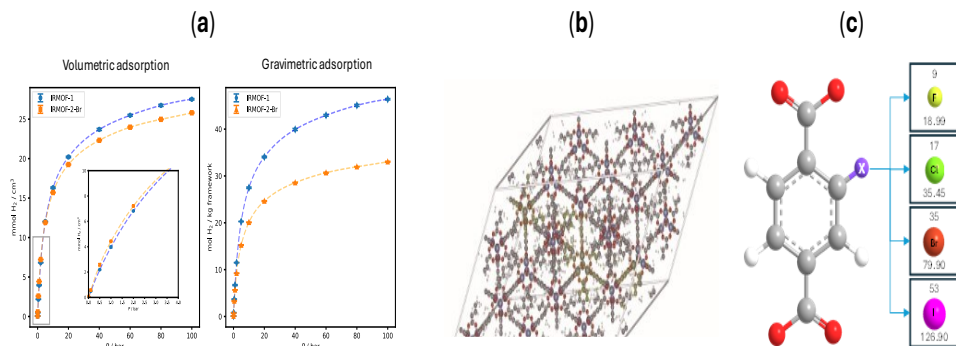 (a)
(b)
(c)
Volumetric adsorption
Gravimetric adsorption
IRMOF-1
IRMOF-2-Br
IRMOF-1
IRMOF-2-Br
mmol H₂ / cm³
mol H₂ / kg framework
25
20
15
10
5
0
40
30
20
10
0
0 20 40 60 80 100
0 20 40 60 80 100
X
9
F
18.99
17
35.45
35
Br
79.90
53
I
126.90